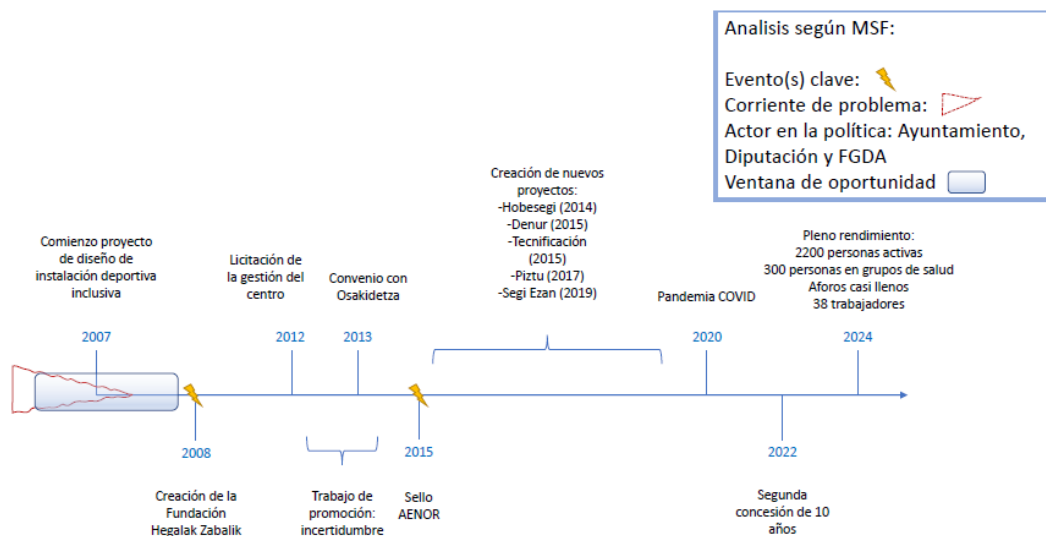 Analisis según MSF:
Evento(s) clave:
Corriente de problema:
Actor en la política: Ayuntamiento,
Diputación y FGDA
Ventana de oportunidad
Comienzo proyecto
de diseño de
instalación deportiva
inclusiva
Licitación de
la gestión del
centro
Convenio con
Osakidetza
Creación de nuevos
proyectos:
-Hobesegi (2014)
-Denur (2015)
-Tecnificación
(2015)
-Piztu (2017)
-Segi Ezan (2019)
Pandemia COVID
Pleno rendimiento:
2200 personas activas
300 personas en grupos de salud
Aforos casi llenos
38 trabajadores
2007
2012
2013
2020
2024
2008
2015
2022
Creación de la
Fundación
Hegalak Zabalik
Trabajo de
promoción:
incertidumbre
Sello
AENOR
Segunda
concesión de 10
años